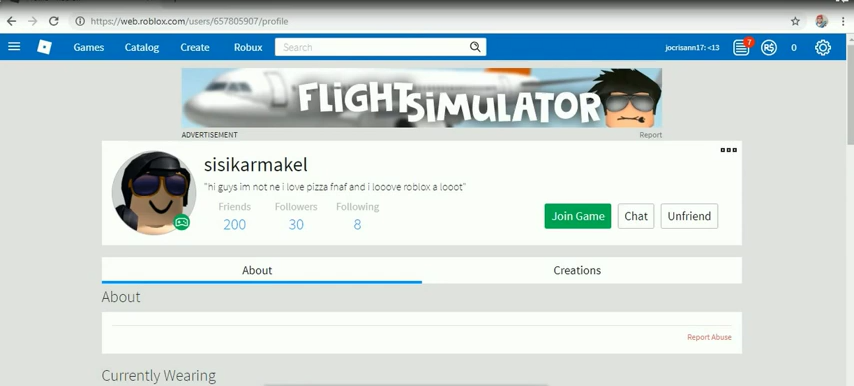 https://web.roblox.com/users/657805907/profile
Games Catalog Create Robux Search jocrisann17: <13 7 R$ 0
FLIGHT SIMULATOR
ADVERTISEMENT Report
sisikarmakel
"hi guys im not ne i love pizza fnaf and i looove roblox a looot"
Friends Followers Following
200 30 8
Join Game Chat Unfriend
About Creations
About
Report Abuse
Currently Wearing